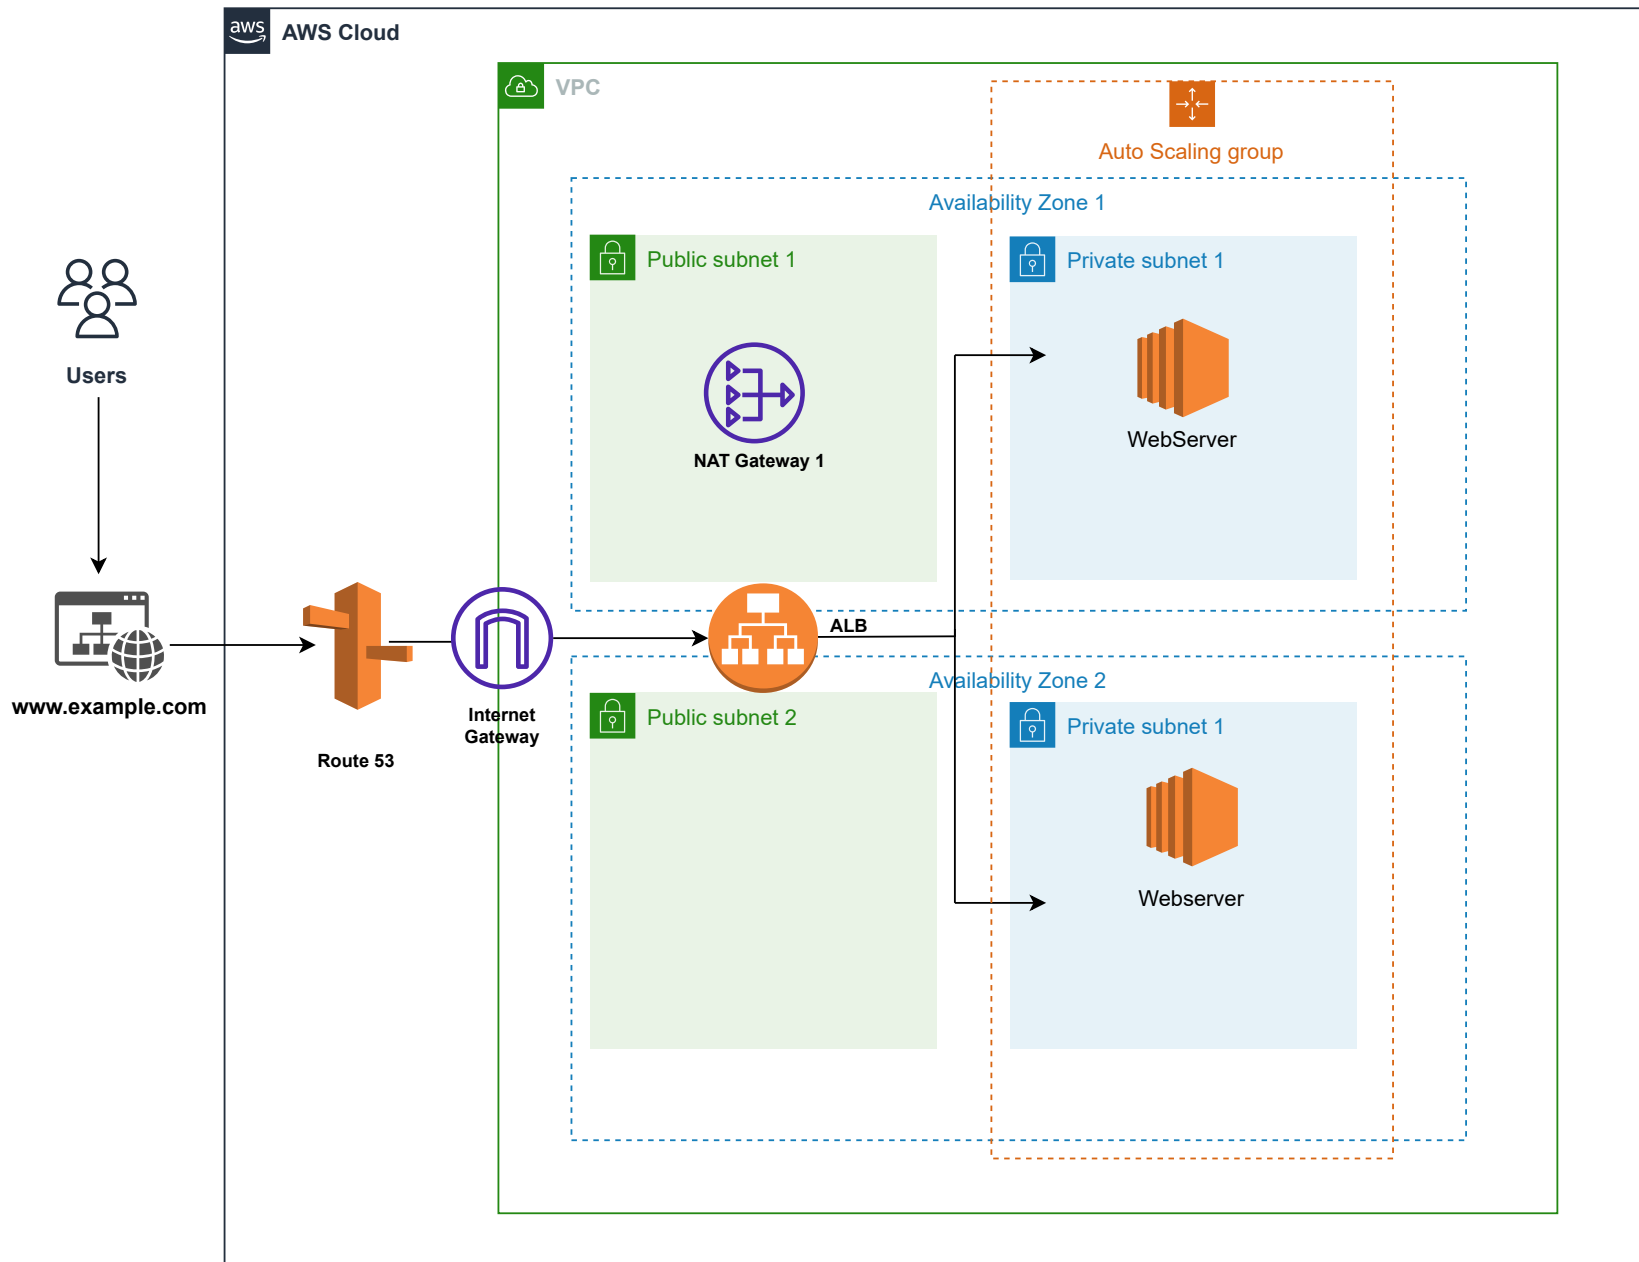 aws
AWS Cloud
VPC
Auto Scaling group
Availability Zone 1
Public subnet 1
Private subnet 1
Users
NAT Gateway 1
WebServer
ALB
www.example.com
Route 53
Internet
Gateway
Availability Zone 2
Public subnet 2
Private subnet 1
Webserver